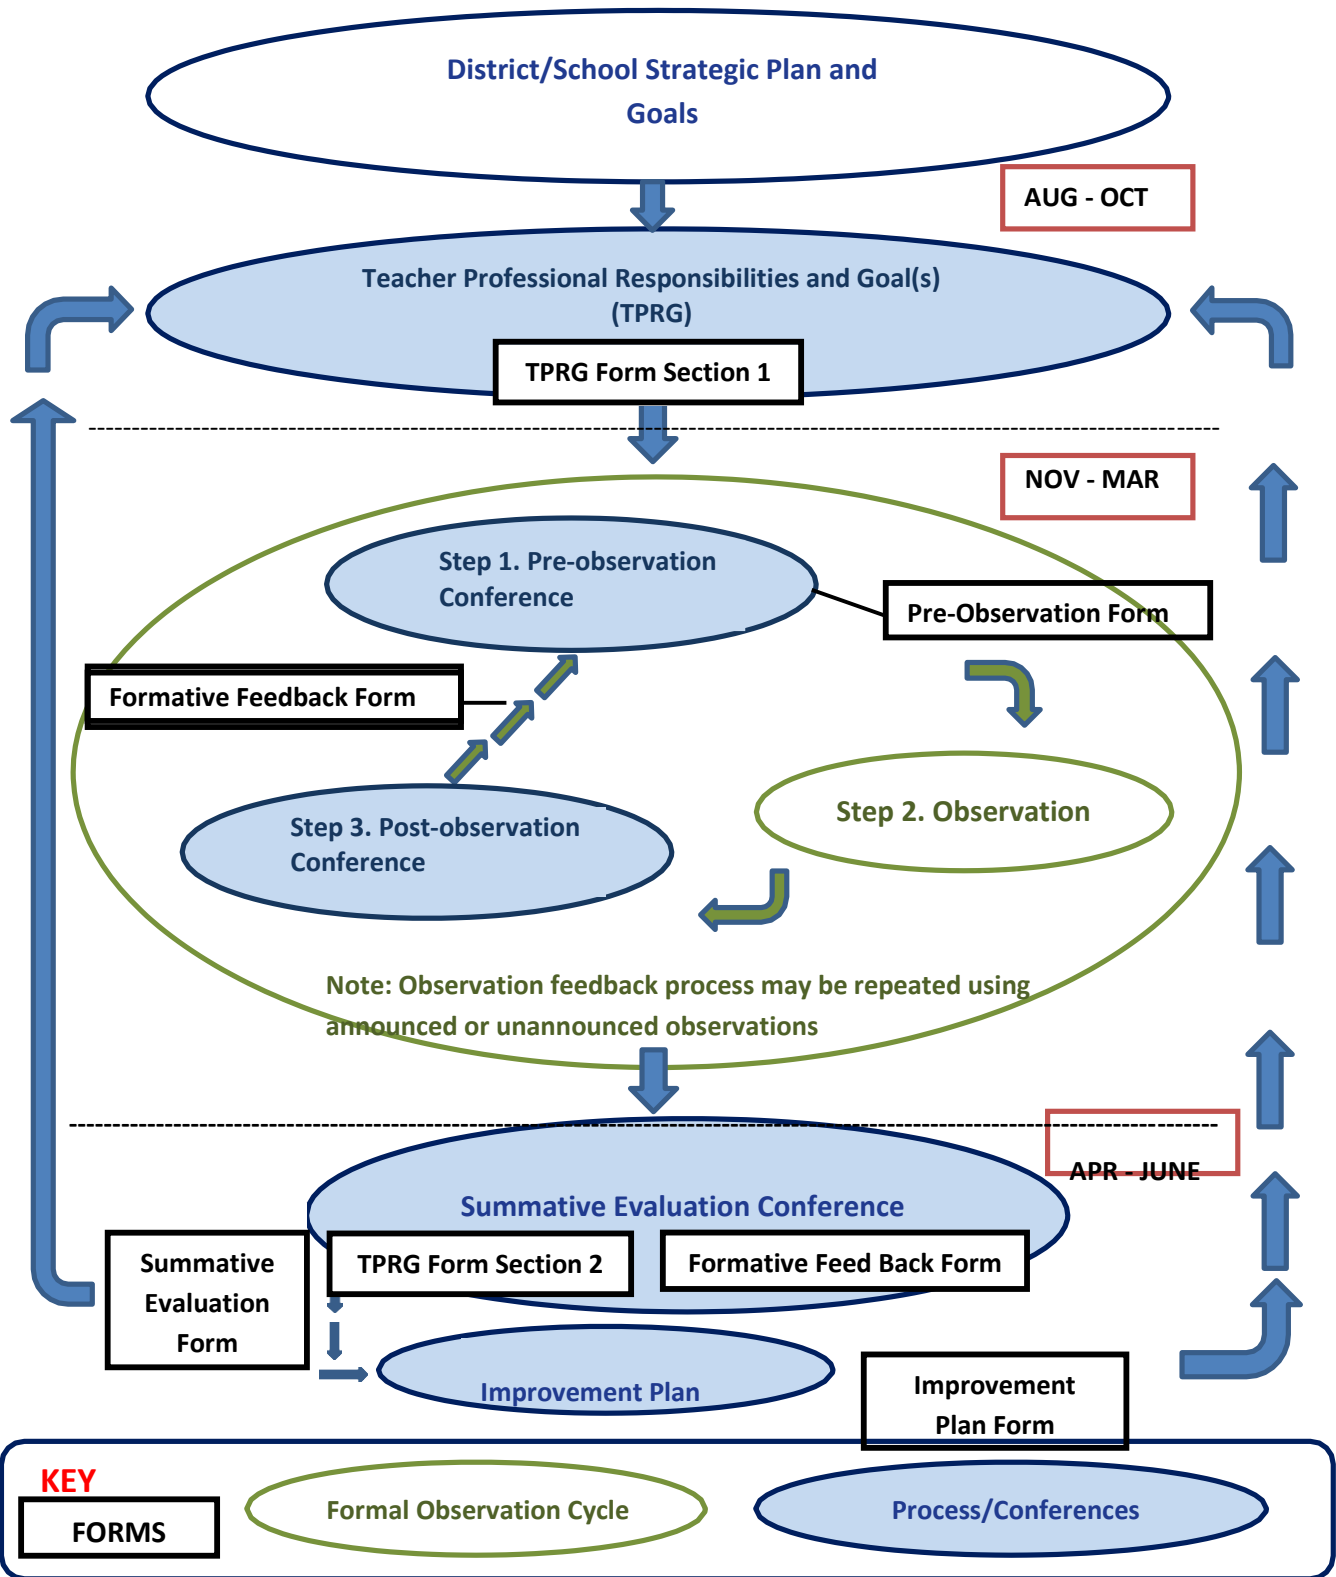 District/School Strategic Plan and
Goals
AUG - OCT
Teacher Professional Responsibilities and Goal(s)
(TPRG)
TPRG Form Section 1
NOV - MAR
Step 1. Pre-observation
Conference
Pre-Observation Form
Formative Feedback Form
Step 2. Observation
Step 3. Post-observation
Conference
Note: Observation feedback process may be repeated using
announced or unannounced observations
APR - JUNE
Summative Evaluation Conference
Summative
Evaluation
Form
TPRG Form Section 2
Formative Feed Back Form
Improvement Plan
Improvement
Plan Form
KEY
FORMS
Formal Observation Cycle
Process/Conferences